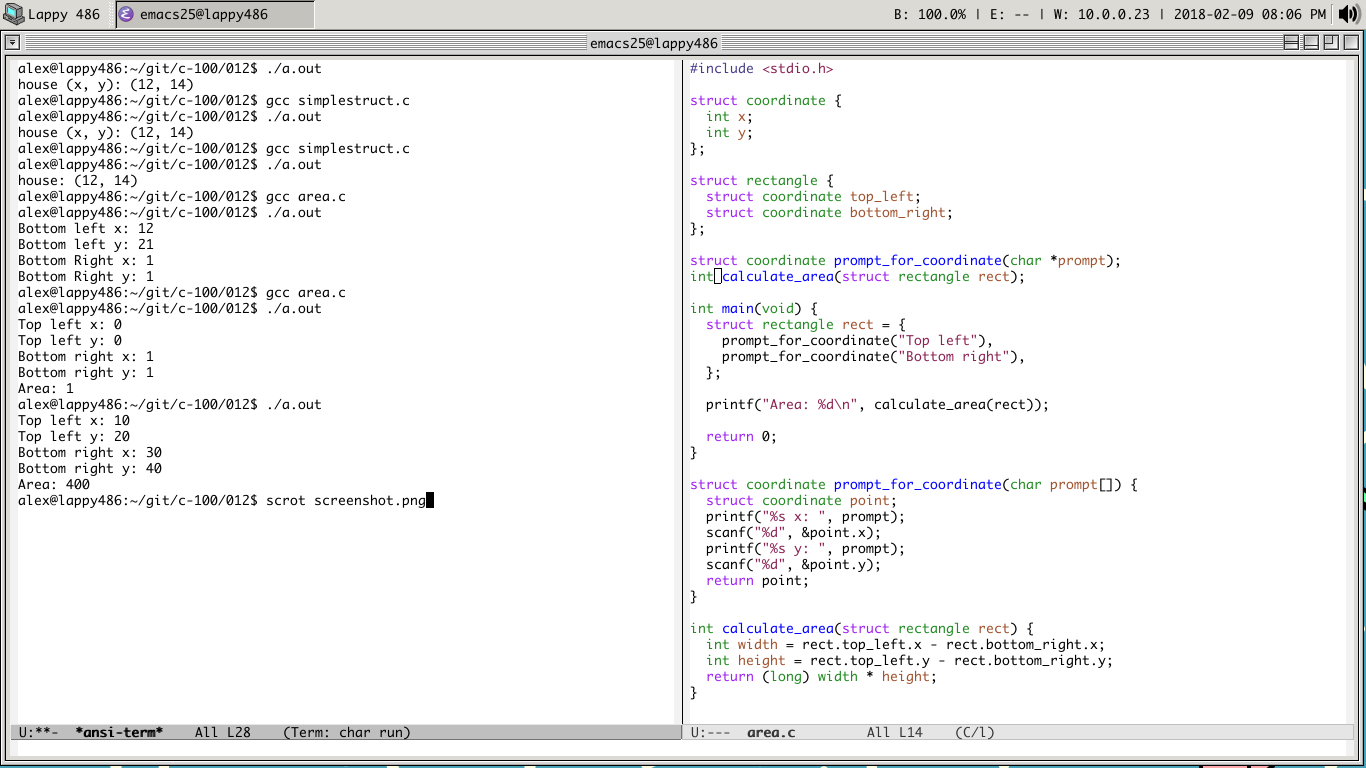 Lappy 486 emacs25@lappy486 B: 100.0% | E: -- | W: 10.0.0.23 | 2018-02-09 08:06 PM
emacs25@lappy486
alex@lappy486:~/git/c-100/012$ ./a.out
house (x, y): (12, 14)
alex@lappy486:~/git/c-100/012$ gcc simplestruct.c
alex@lappy486:~/git/c-100/012$ ./a.out
house (x, y): (12, 14)
alex@lappy486:~/git/c-100/012$ gcc simplestruct.c
alex@lappy486:~/git/c-100/012$ ./a.out
house: (12, 14)
alex@lappy486:~/git/c-100/012$ gcc area.c
alex@lappy486:~/git/c-100/012$ ./a.out
Bottom left x: 12
Bottom left y: 21
Bottom Right x: 1
Bottom Right y: 1
alex@lappy486:~/git/c-100/012$ gcc area.c
alex@lappy486:~/git/c-100/012$ ./a.out
Top left x: 0
Top left y: 0
Bottom right x: 1
Bottom right y: 1
Area: 1
alex@lappy486:~/git/c-100/012$ ./a.out
Top left x: 10
Top left y: 20
Bottom right x: 30
Bottom right y: 40
Area: 400
alex@lappy486:~/git/c-100/012$ scrot screenshot.png
U:**-  *ansi-term*    All L28    (Term: char run)
#include <stdio.h>

struct coordinate {
  int x;
  int y;
};

struct rectangle {
  struct coordinate top_left;
  struct coordinate bottom_right;
};

struct coordinate prompt_for_coordinate(char *prompt);
int calculate_area(struct rectangle rect);

int main(void) {
  struct rectangle rect = {
    prompt_for_coordinate("Top left"),
    prompt_for_coordinate("Bottom right"),
  };

  printf("Area: %d\n", calculate_area(rect));

  return 0;
}

struct coordinate prompt_for_coordinate(char prompt[]) {
  struct coordinate point;
  printf("%s x: ", prompt);
  scanf("%d", &point.x);
  printf("%s y: ", prompt);
  scanf("%d", &point.y);
  return point;
}

int calculate_area(struct rectangle rect) {
  int width = rect.top_left.x - rect.bottom_right.x;
  int height = rect.top_left.y - rect.bottom_right.y;
  return (long) width * height;
}
U:---  area.c         All L14    (C/l)